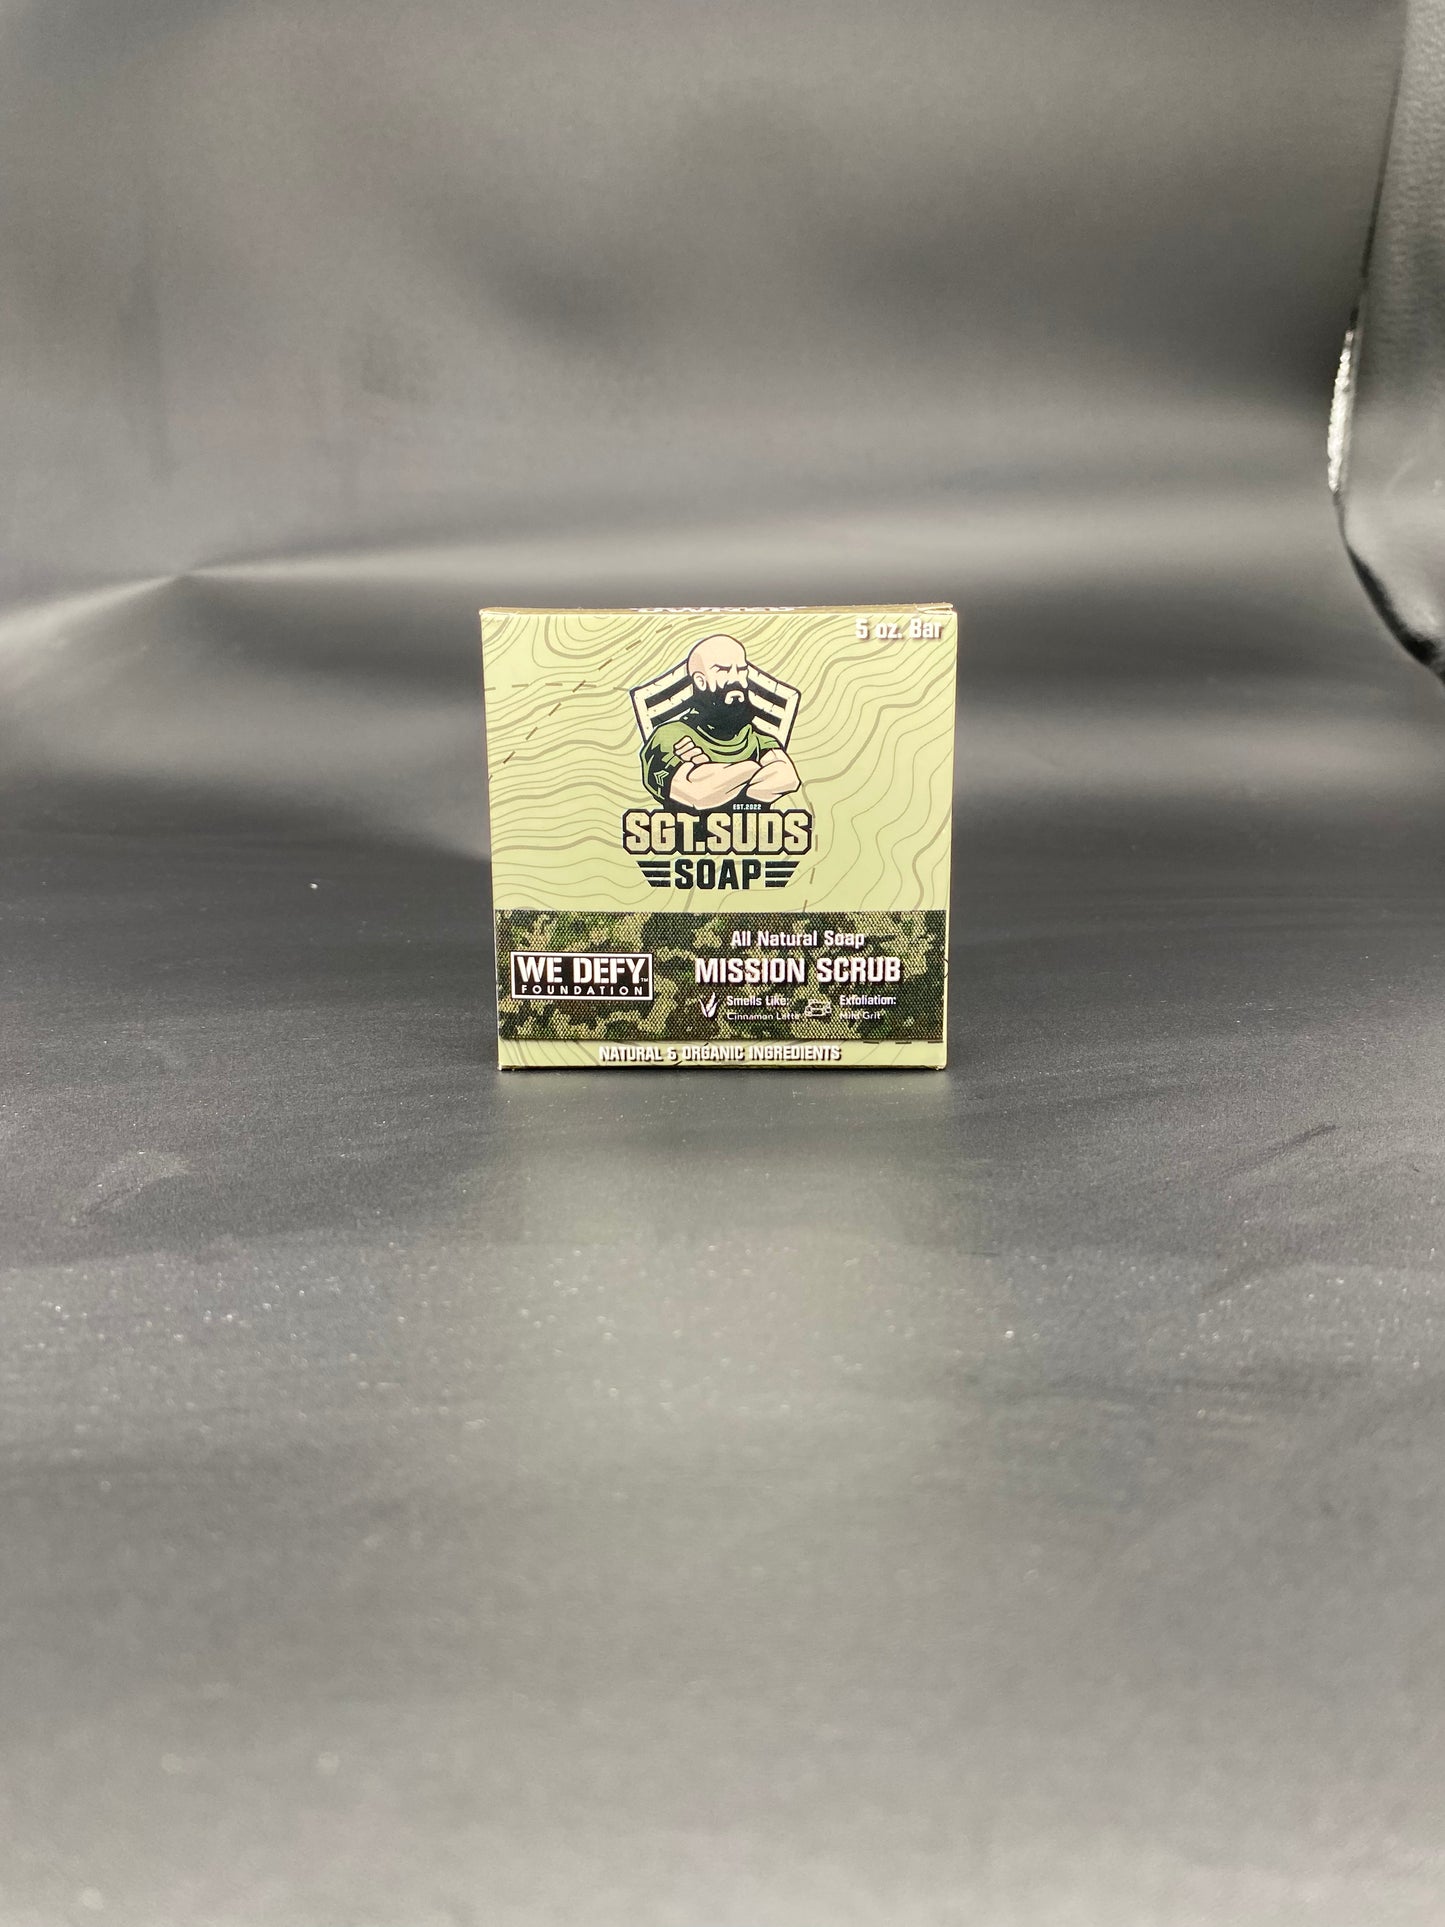 5 oz. Bar
EST.2022
SGT.SUDS
SOAP
All Natural Soap
MISSION SCRUB
WE DEFY™
FOUNDATION
Smells Like:
Cinnamon Latte
Exfoliation:
Mild Grit
NATURAL & ORGANIC INGREDIENTS